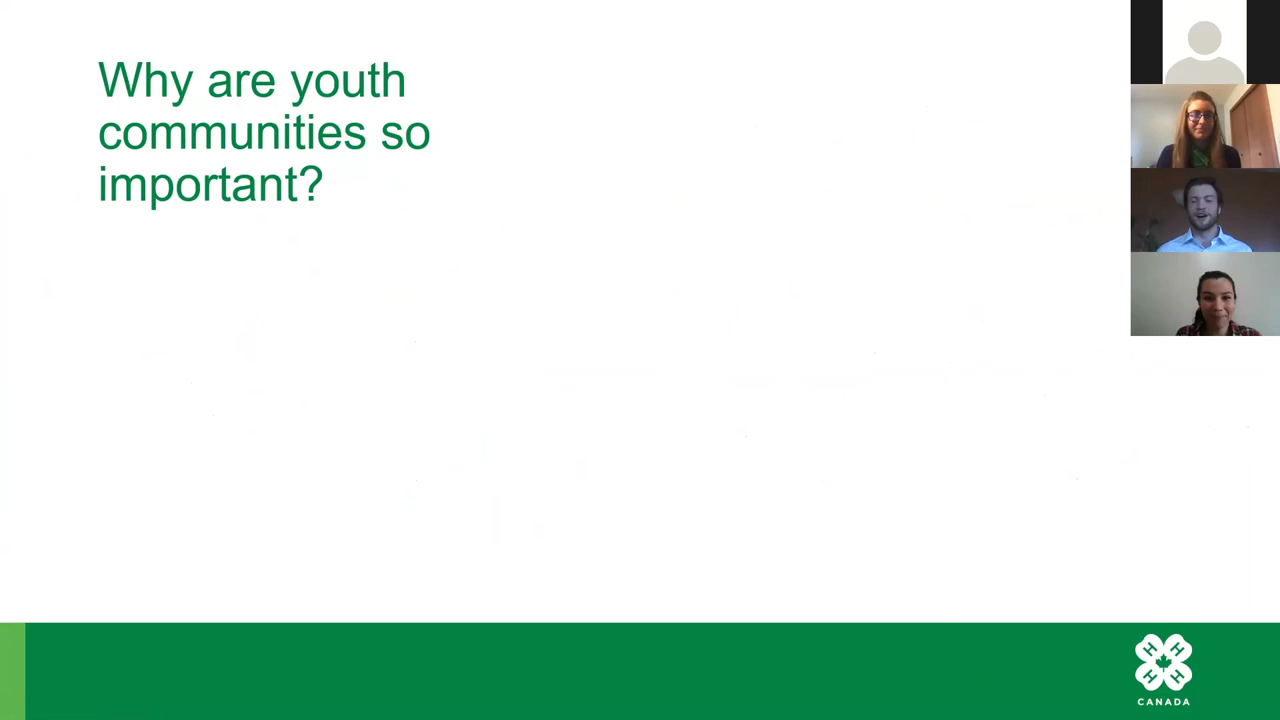 Why are youth
communities so
important?
H H
H H
CANADA